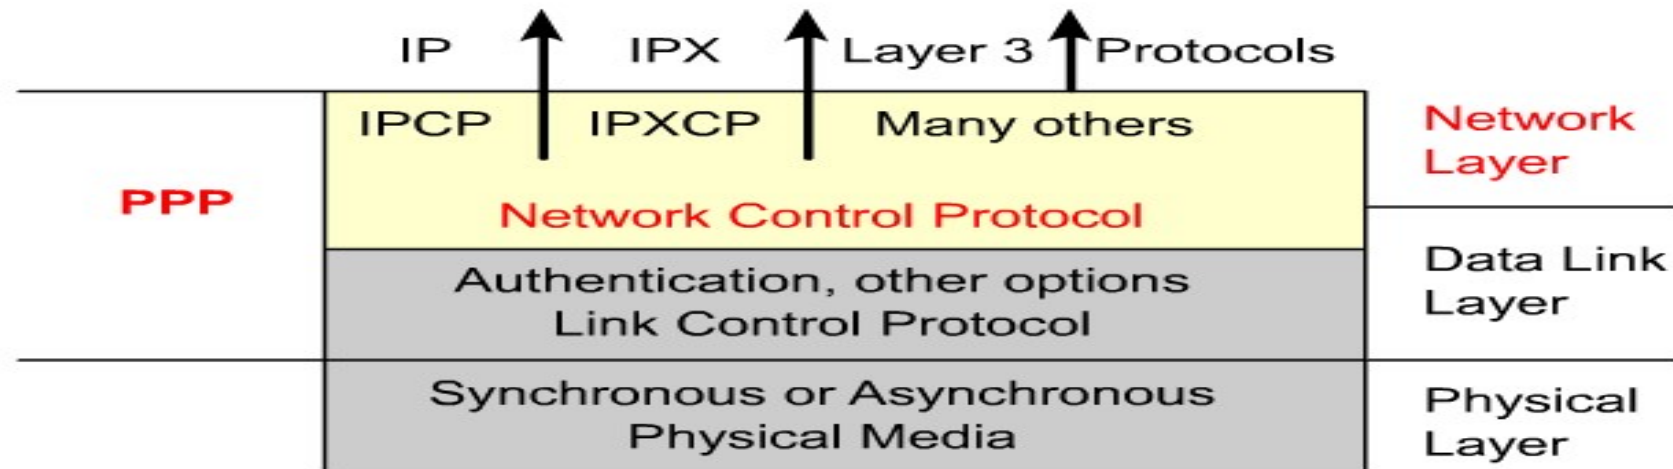 IP IPX Layer 3 Protocols
IPCP IPXCP Many others
Network
Layer
PPP
Network Control Protocol
Authentication, other options
Link Control Protocol
Data Link
Layer
Synchronous or Asynchronous
Physical Media
Physical
Layer